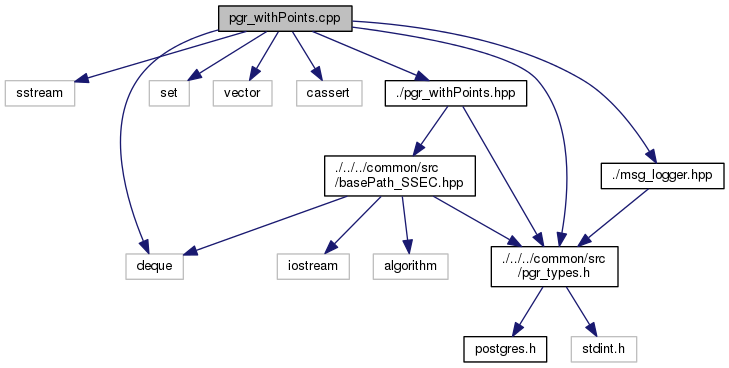 pgr_withPoints.cpp
sstream
set
vector
cassert
./pgr_withPoints.hpp
./../../common/src
/basePath_SSEC.hpp
./msg_logger.hpp
deque
iostream
algorithm
./../../common/src
/pgr_types.h
postgres.h
stdint.h